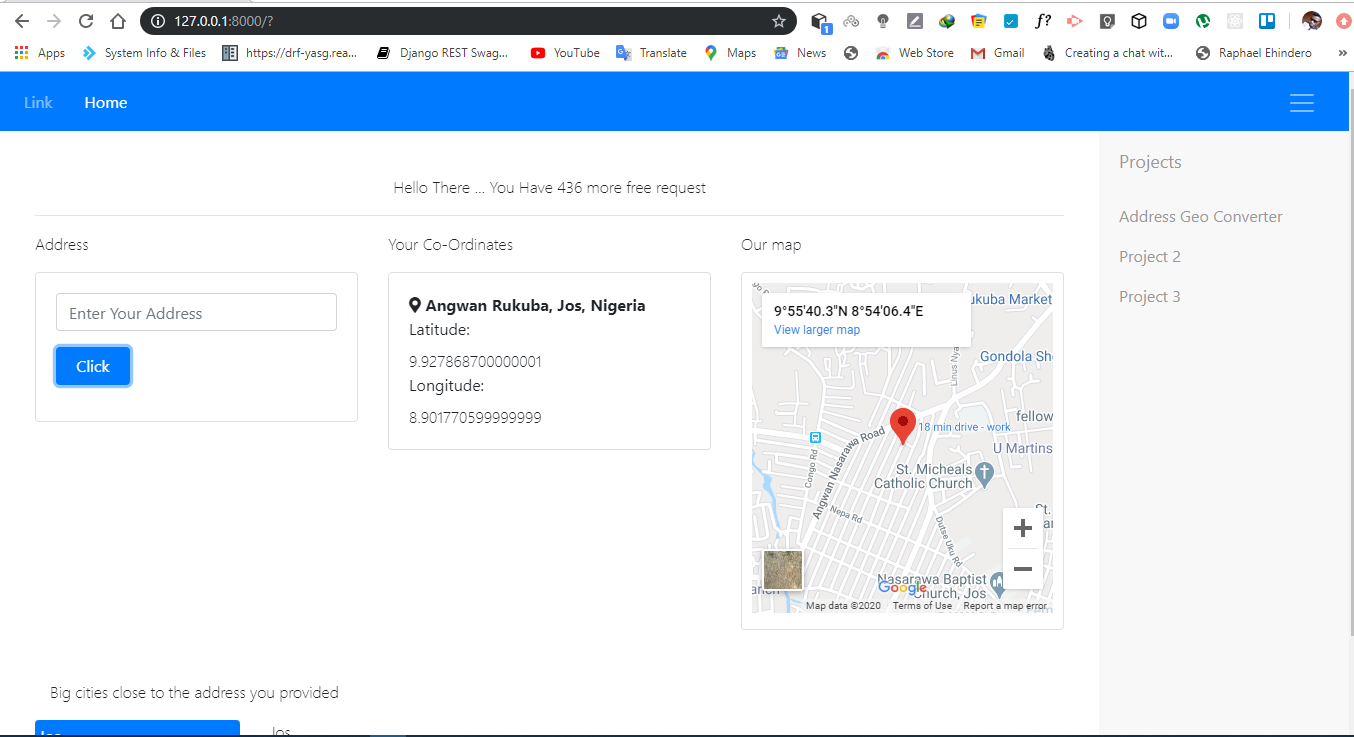 127.0.0.1:8000/?
1
f?
Apps
System Info & Files
https://drf-yasg.rea...
Django REST Swag...
YouTube
Translate
Maps
News
Web Store
Gmail
Creating a chat wit...
Raphael Ehindero
»
Link
Home
Hello There ... You Have 436 more free request
Address
Enter Your Address
Click
Your Co-Ordinates
Angwan Rukuba, Jos, Nigeria
Latitude:
9.927868700000001
Longitude:
8.901770599999999
Our map
9°55'40.3"N 8°54'06.4"E
View larger map
ukuba Market
Linus Nya
Gondola Sh
fellow
18 min drive - work
U Martins
Angwan Nasarawa Road
Congo Rd
St. Micheals
Catholic Church
Nepa Rd
Dutse Uku Rd
St.
Nasarawa Baptist
Church, Jos
Google
Map data ©2020
Terms of Use
Report a map error
Projects
Address Geo Converter
Project 2
Project 3
Big cities close to the address you provided
Jos
Jos